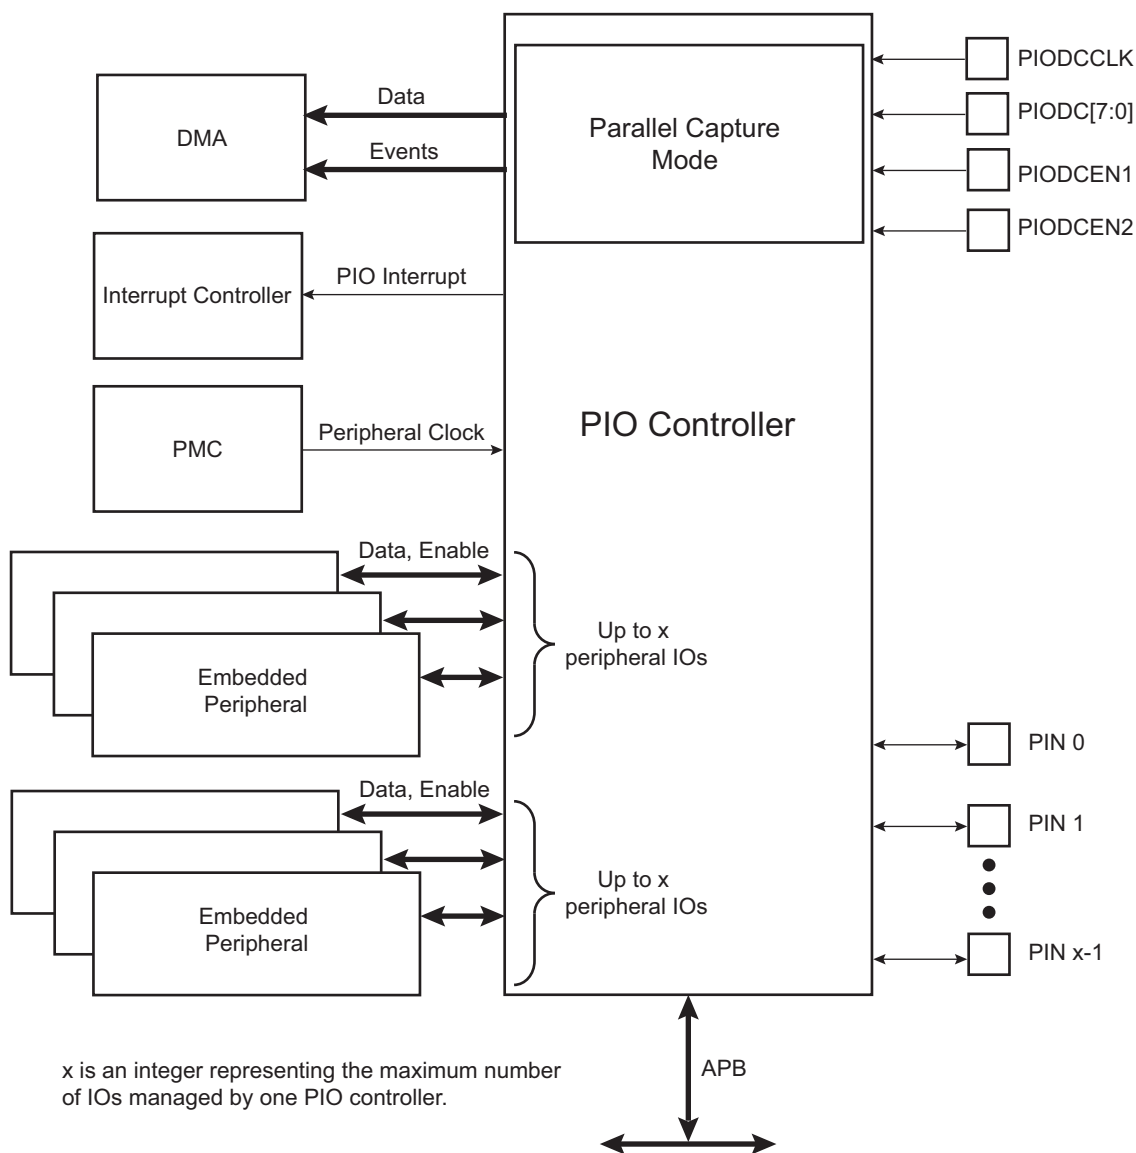 PIODCCLK
Parallel Capture
Mode
Data
DMA
Events
PIODC[7:0]
PIODCEN1
PIODCEN2
PIO Interrupt
Interrupt Controller
PIO Controller
Peripheral Clock
PMC
Data, Enable
Up to x
peripheral IOs
Embedded
Peripheral
PIN 0
Data, Enable
PIN 1
Up to x
peripheral IOs
Embedded
Peripheral
PIN x-1
APB
x is an integer representing the maximum number
of IOs managed by one PIO controller.